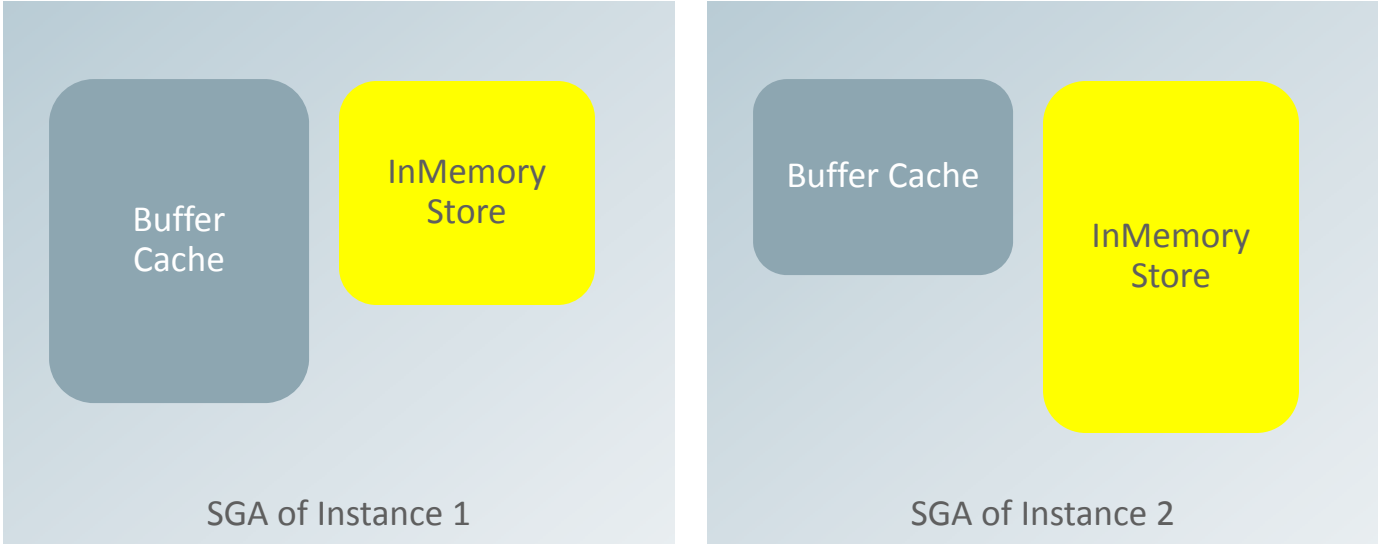 Buffer
Cache
InMemory
Store
SGA of Instance 1
Buffer Cache
InMemory
Store
SGA of Instance 2